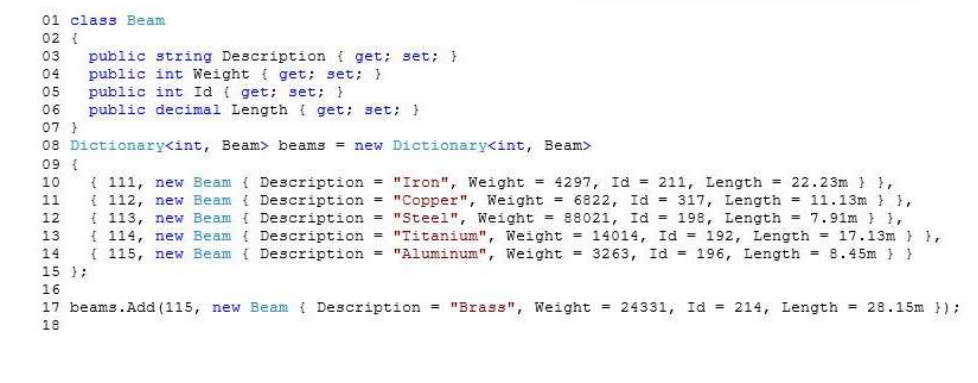 01 class Beam
02 {
03   public string Description { get; set; }
04   public int Weight { get; set; }
05   public int Id { get; set; }
06   public decimal Length { get; set; }
07 }
08 Dictionary<int, Beam> beams = new Dictionary<int, Beam>
09 {
10   { 111, new Beam { Description = "Iron", Weight = 4297, Id = 211, Length = 22.23m } },
11   { 112, new Beam { Description = "Copper", Weight = 6822, Id = 317, Length = 11.13m } },
12   { 113, new Beam { Description = "Steel", Weight = 88021, Id = 198, Length = 7.91m } },
13   { 114, new Beam { Description = "Titanium", Weight = 14014, Id = 192, Length = 17.13m } },
14   { 115, new Beam { Description = "Aluminum", Weight = 3263, Id = 196, Length = 8.45m } }
15 };
16
17 beams.Add(115, new Beam { Description = "Brass", Weight = 24331, Id = 214, Length = 28.15m });
18